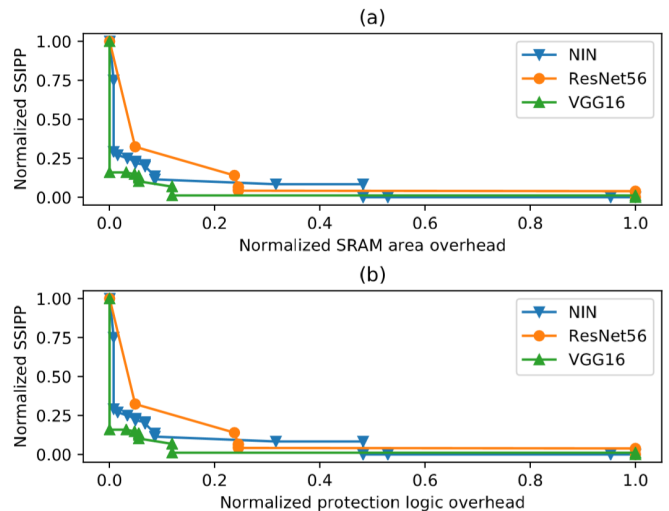 (a)
Normalized SSIPP
1.00
0.75
0.50
0.25
0.00
NIN
ResNet56
VGG16
0.0 0.2 0.4 0.6 0.8 1.0
Normalized SRAM area overhead
(b)
Normalized SSIPP
1.00
0.75
0.50
0.25
0.00
NIN
ResNet56
VGG16
0.0 0.2 0.4 0.6 0.8 1.0
Normalized protection logic overhead